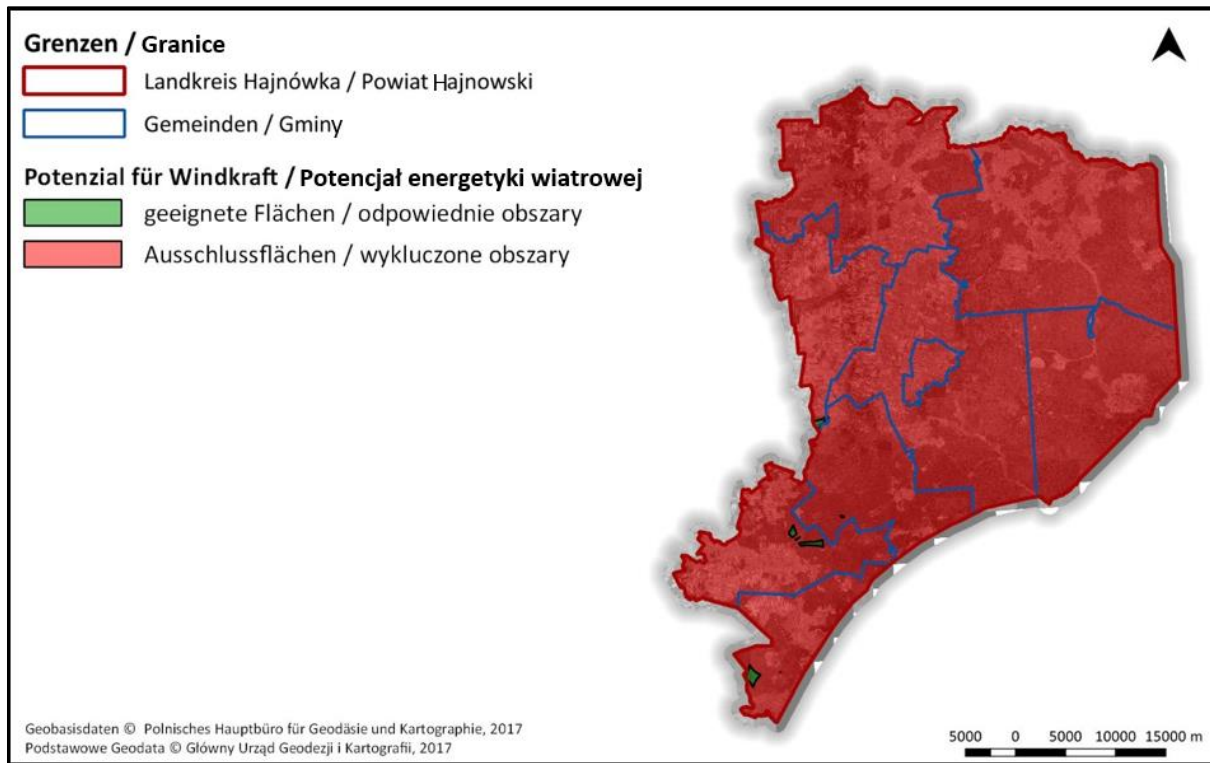 Grenzen / Granice
Landkreis Hajnówka / Powiat Hajnowski
Gemeinden / Gminy
Potenzial für Windkraft / Potencjał energetyki wiatrowej
geeignete Flächen / odpowiednie obszary
Ausschlussflächen / wykluczone obszary
Geobasisdaten © Polnisches Hauptbüro für Geodäsie und Kartographie, 2017
Podstawowe Geodata © Główny Urząd Geodezji i Kartografii, 2017
5000 0 5000 10000 15000 m